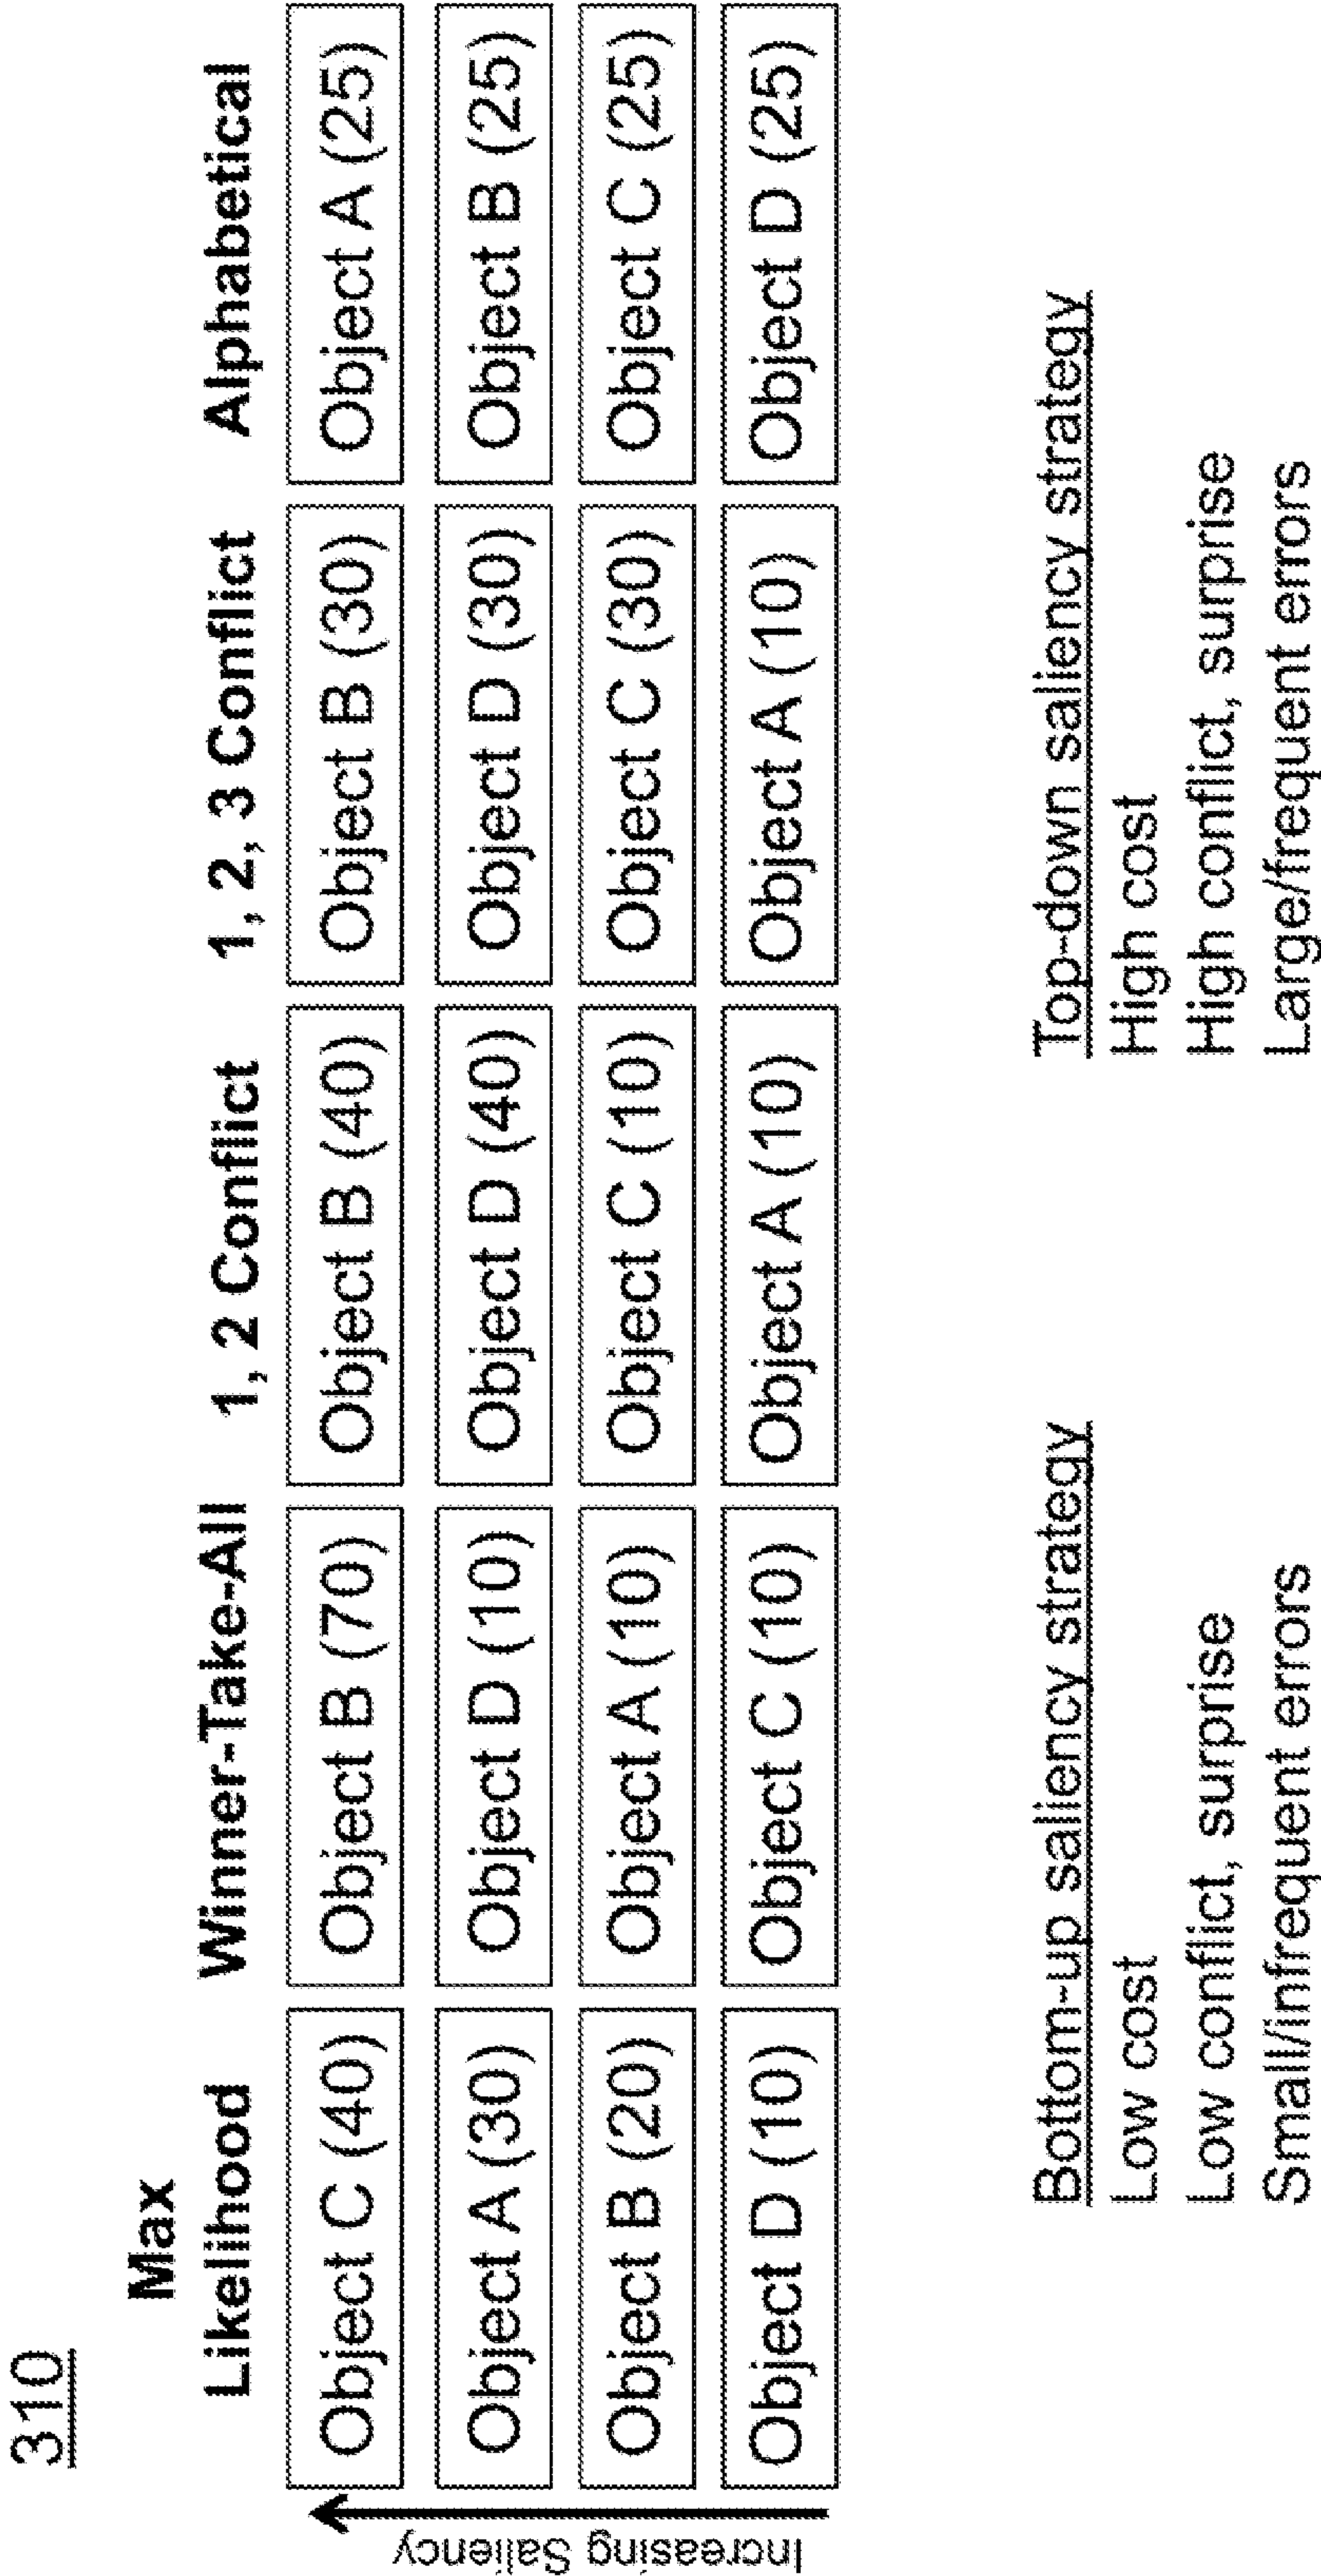 310
Max
Likelihood
Winner-Take-All
1, 2 Conflict
1, 2, 3 Conflict
Alphabetical
Increasing Saliency
Object C (40)
Object B (70)
Object B (40)
Object B (30)
Object A (25)
Object A (30)
Object D (10)
Object D (40)
Object D (30)
Object B (25)
Object B (20)
Object A (10)
Object C (10)
Object C (30)
Object C (25)
Object D (10)
Object C (10)
Object A (10)
Object A (10)
Object D (25)
Bottom-up saliency strategy
Low cost
Low conflict, surprise
Small/infrequent errors
Top-down saliency strategy
High cost
High conflict, surprise
Large/frequent errors